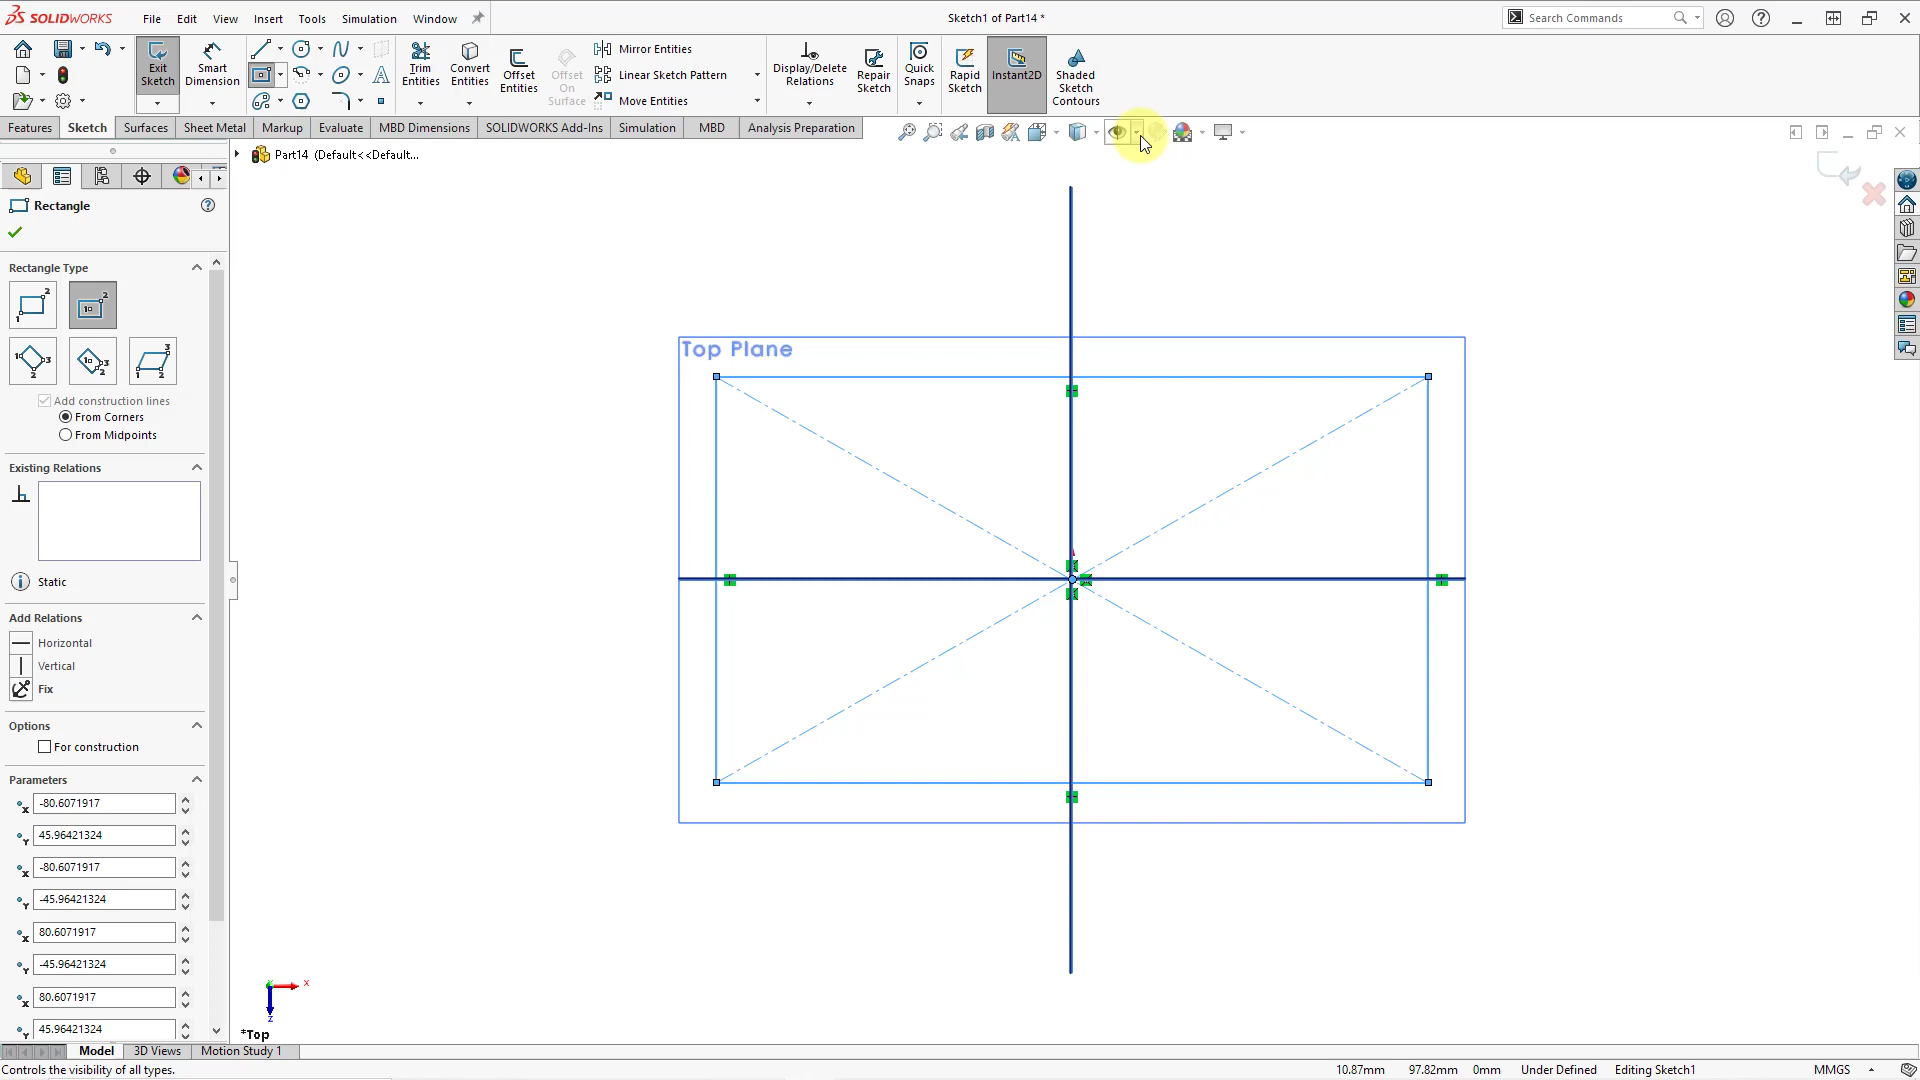 SOLIDWORKS File Edit View Insert Tools Simulation Window Sketch1 of Part14 * Search Commands
Exit Sketch
Smart Dimension
Trim Entities
Convert Entities
Offset Entities
Offset On Surface
Mirror Entities
Linear Sketch Pattern
Move Entities
Display/Delete Relations
Repair Sketch
Quick Snaps
Rapid Sketch
Instant2D
Shaded Sketch Contours
Features Sketch Surfaces Sheet Metal Markup Evaluate MBD Dimensions SOLIDWORKS Add-Ins Simulation MBD Analysis Preparation
Part14 (Default<<Default...
Rectangle
Rectangle Type
Add construction lines
From Corners
From Midpoints
Existing Relations
Static
Add Relations
Horizontal
Vertical
Fix
Options
For construction
Parameters
-80.6071917
45.96421324
-80.6071917
-45.96421324
80.6071917
-45.96421324
80.6071917
45.96421324
Top Plane
x
z
*Top
Model 3D Views Motion Study 1
Controls the visibility of all types. 10.87mm 97.82mm 0mm Under Defined Editing Sketch1 MMGS